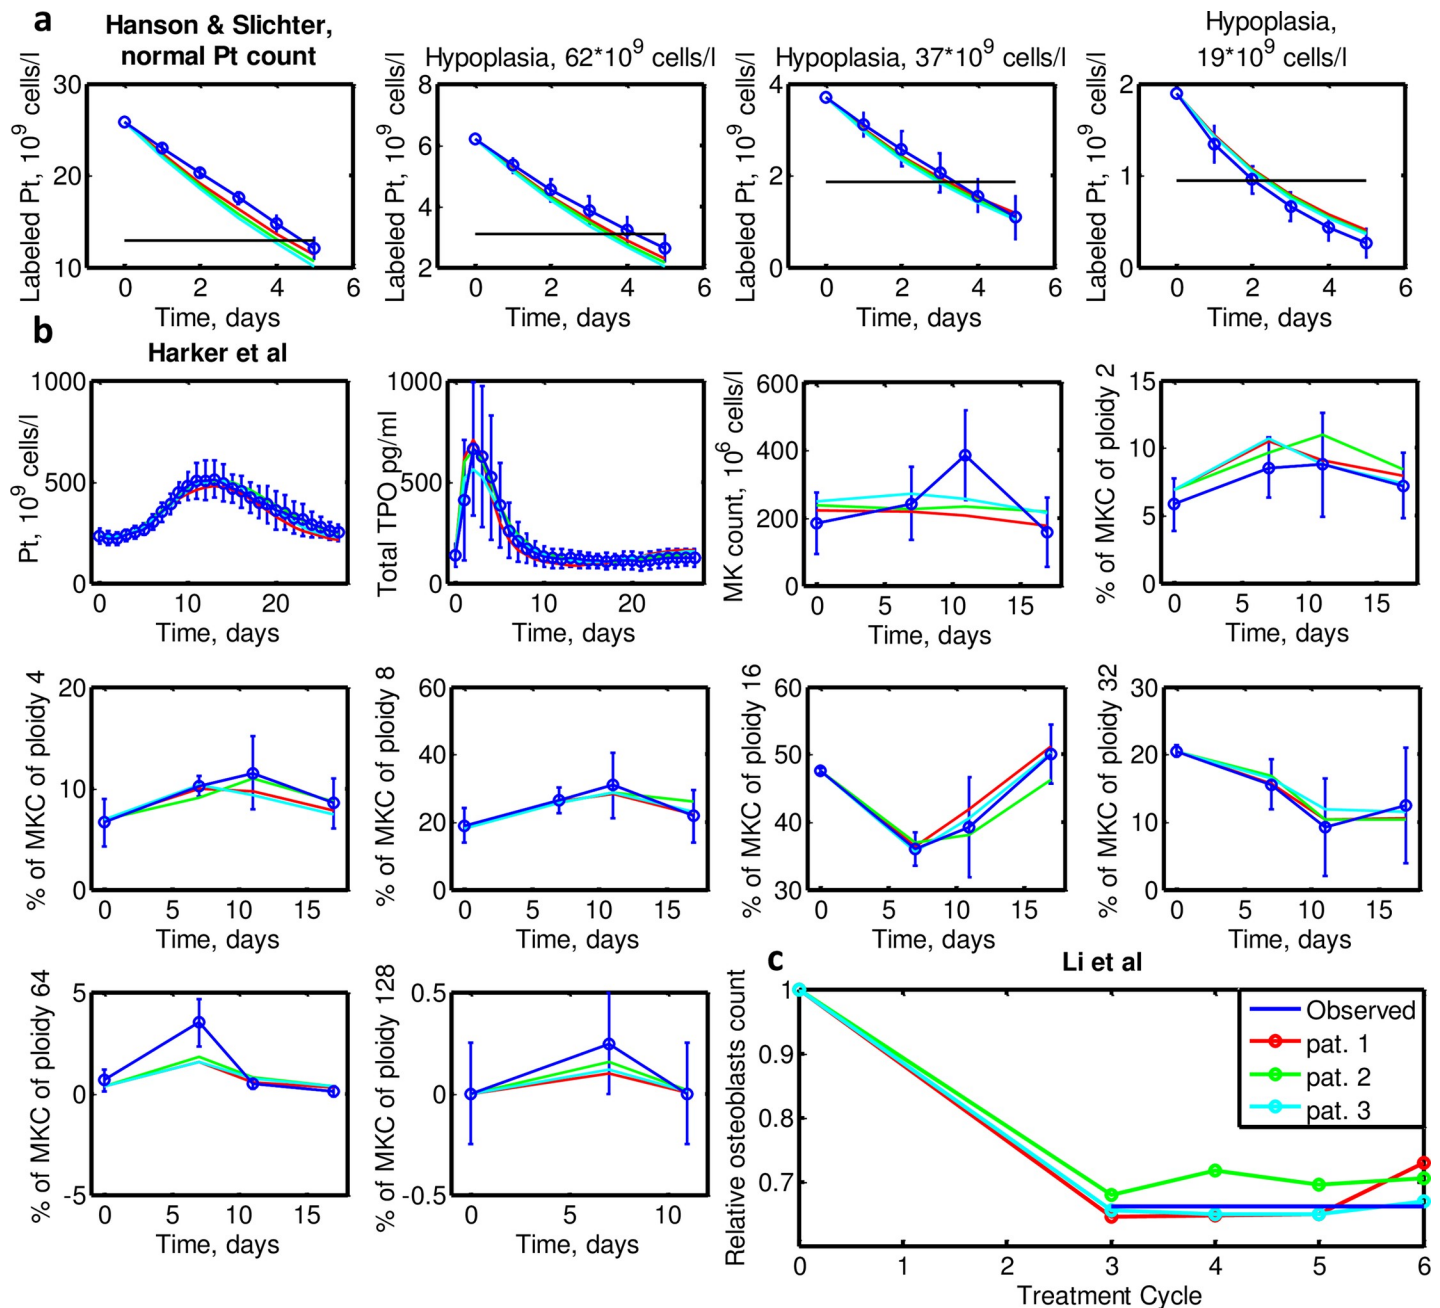 a
Hanson & Slichter,
normal Pt count
Hypoplasia, 62*10^9 cells/l
Hypoplasia, 37*10^9 cells/l
Hypoplasia,
19*10^9 cells/l
Labeled Pt, 10^9 cells/l
30
20
10
0 2 4 6
Time, days
Labeled Pt, 10^9 cells/l
8
6
4
2
0 2 4 6
Time, days
Labeled Pt, 10^9 cells/l
4
2
0
0 2 4 6
Time, days
Labeled Pt, 10^9 cells/l
2
1
0
0 2 4 6
Time, days
b
Harker et al
Pt, 10^9 cells/l
1000
500
0
0 10 20
Time, days
Total TPO pg/ml
1000
500
0
0 10 20
Time, days
MK count, 10^6 cells/l
600
400
200
0
0 5 10 15
Time, days
% of MKC of ploidy 2
15
10
5
0
0 5 10 15
Time, days
% of MKC of ploidy 4
20
10
0
0 5 10 15
Time, days
% of MKC of ploidy 8
60
40
20
0
0 5 10 15
Time, days
% of MKC of ploidy 16
60
50
40
30
0 5 10 15
Time, days
% of MKC of ploidy 32
30
20
10
0
0 5 10 15
Time, days
% of MKC of ploidy 64
5
0
-5
0 5 10 15
Time, days
% of MKC of ploidy 128
0.5
0
-0.5
0 5 10
Time, days
c
Li et al
Relative osteoblasts count
1
0.9
0.8
0.7
0 1 2 3 4 5 6
Treatment Cycle
Observed
pat. 1
pat. 2
pat. 3